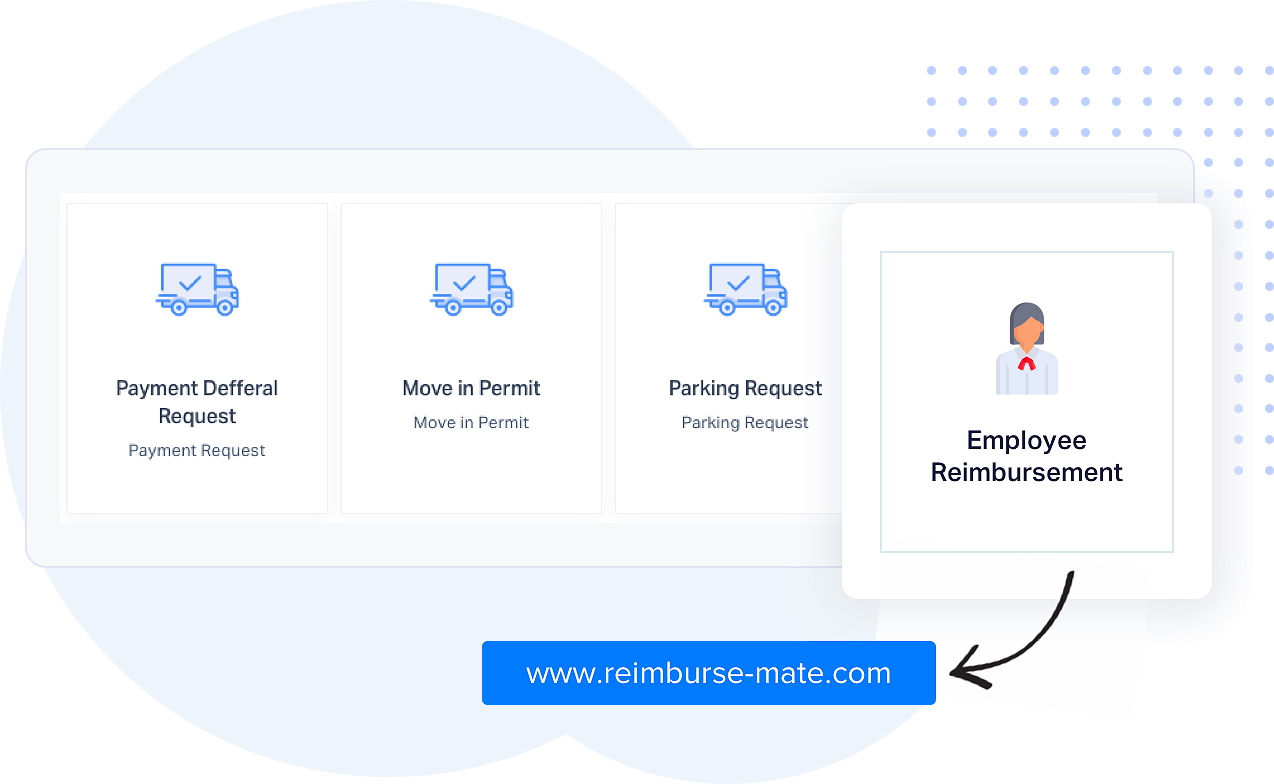 Payment Defferal
Request
Payment Request
Move in Permit
Move in Permit
Parking Request
Parking Request
Employee
Reimbursement
www.reimburse-mate.com